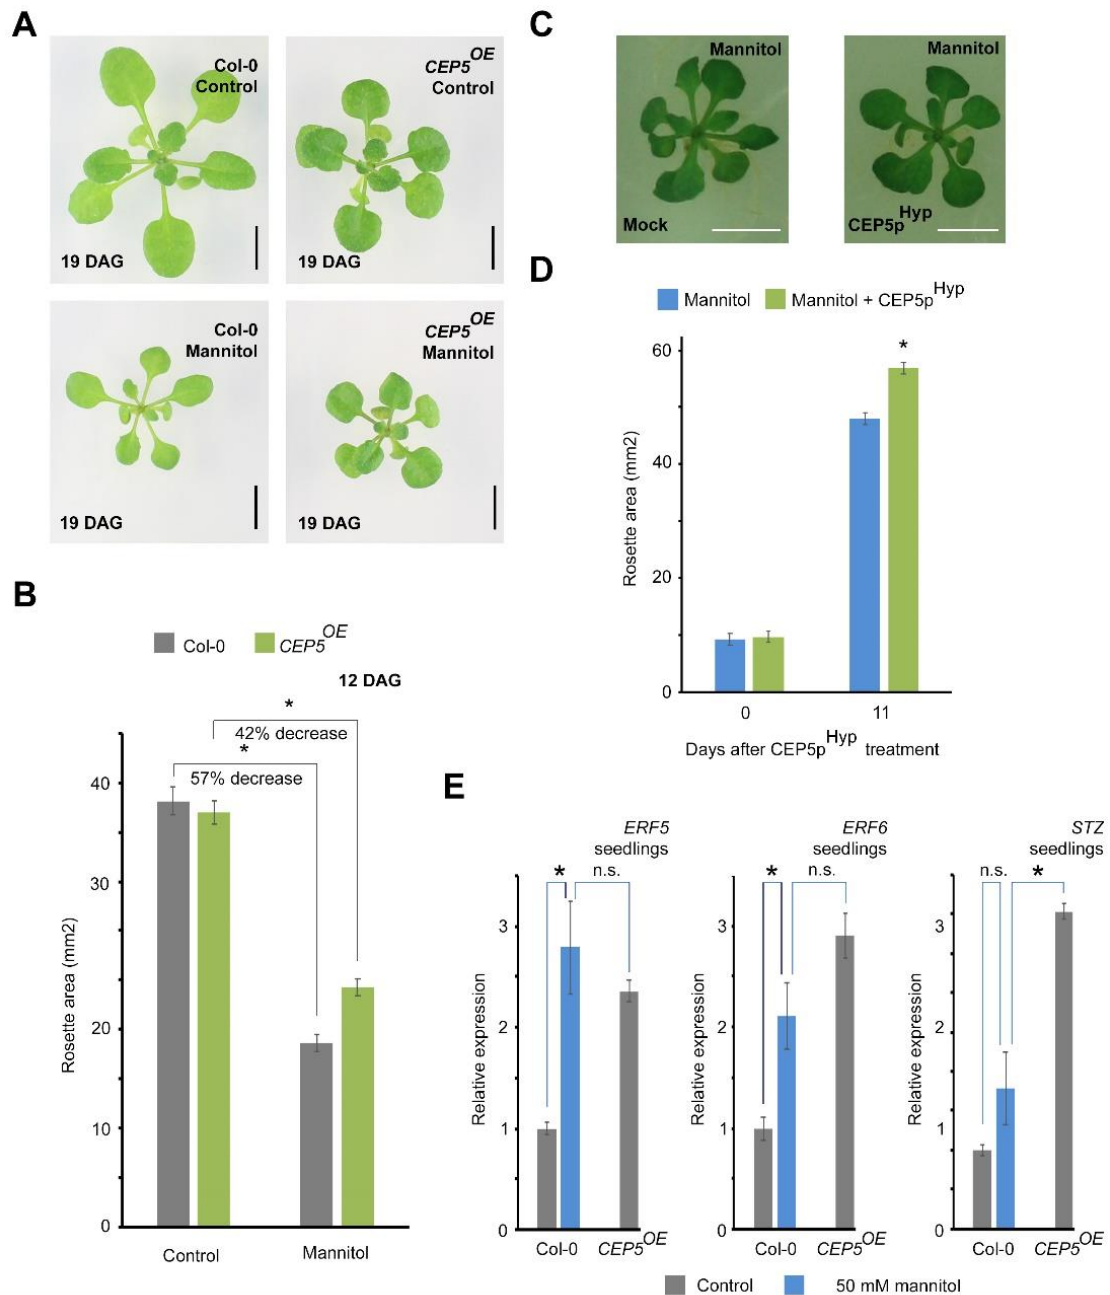 A
Col-0
Control
19 DAG
CEP5OE
Control
19 DAG
Col-0
Mannitol
19 DAG
CEP5OE
Mannitol
19 DAG
B
Col-0 CEP5OE
12 DAG
*
42% decrease
*
57% decrease
Rosette area (mm2)
40
30
20
10
0
Control Mannitol
C
Mannitol
Mock
Mannitol
CEP5pHyp
D
Mannitol Mannitol + CEP5pHyp
*
Rosette area (mm2)
60
40
20
0
0 11
Days after CEP5pHyp treatment
E
ERF5
seedlings
* n.s.
Relative expression
3
2
1
0
Col-0 CEP5OE
ERF6
seedlings
* n.s.
Relative expression
3
2
1
0
Col-0 CEP5OE
STZ
seedlings
n.s. *
Relative expression
3
2
1
0
Col-0 CEP5OE
Control 50 mM mannitol